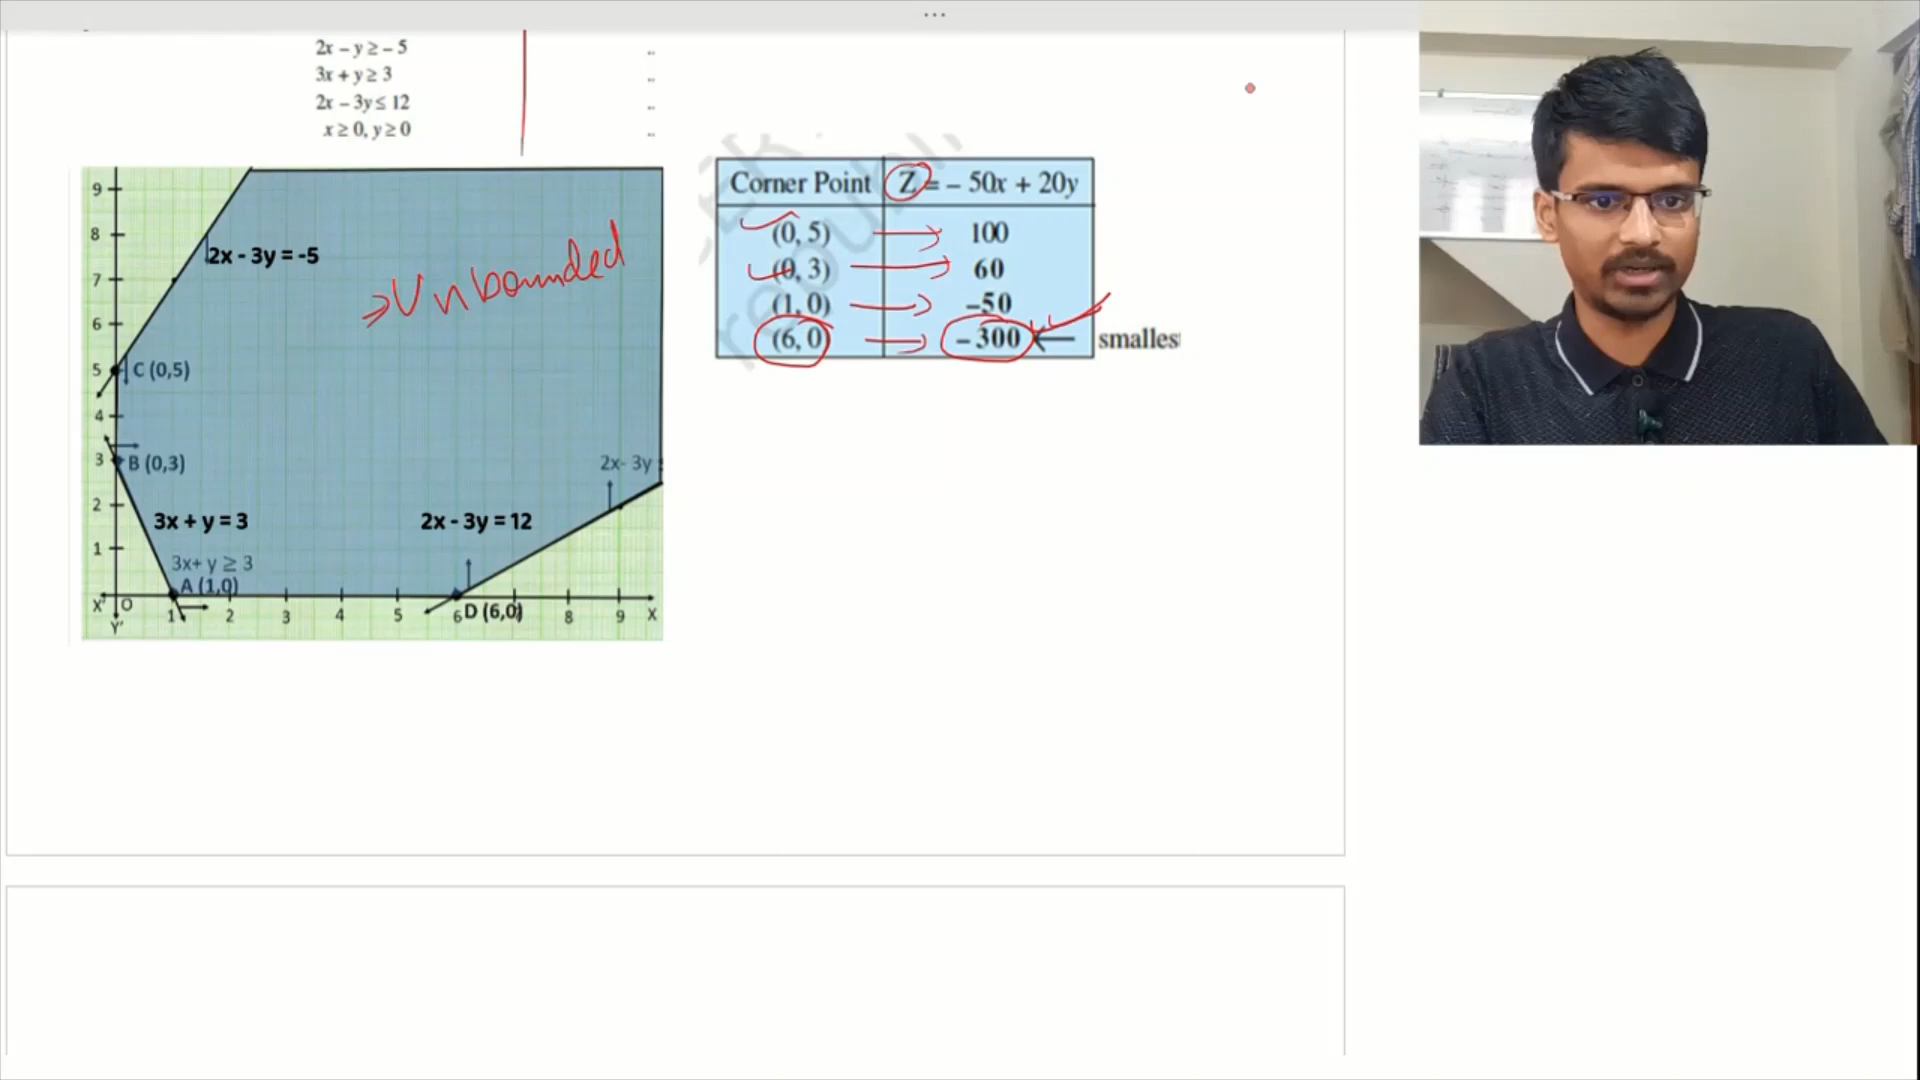 2x – y ≥ – 5
3x + y ≥ 3
2x – 3y ≤ 12
x ≥ 0, y ≥ 0
Corner Point Z = – 50x + 20y
(0, 5) 100
(0, 3) 60
(1, 0) –50
(6, 0) – 300 smalles
9
8
2x - 3y = -5
⇒ Unbounded
7
6
5 C (0,5)
4
3 B (0,3)
2x- 3y
2
3x + y = 3
2x - 3y = 12
1
3x+ y ≥ 3
A (1,0)
X' O 1 2 3 4 5 6 D (6,0) 8 9 X
Y'